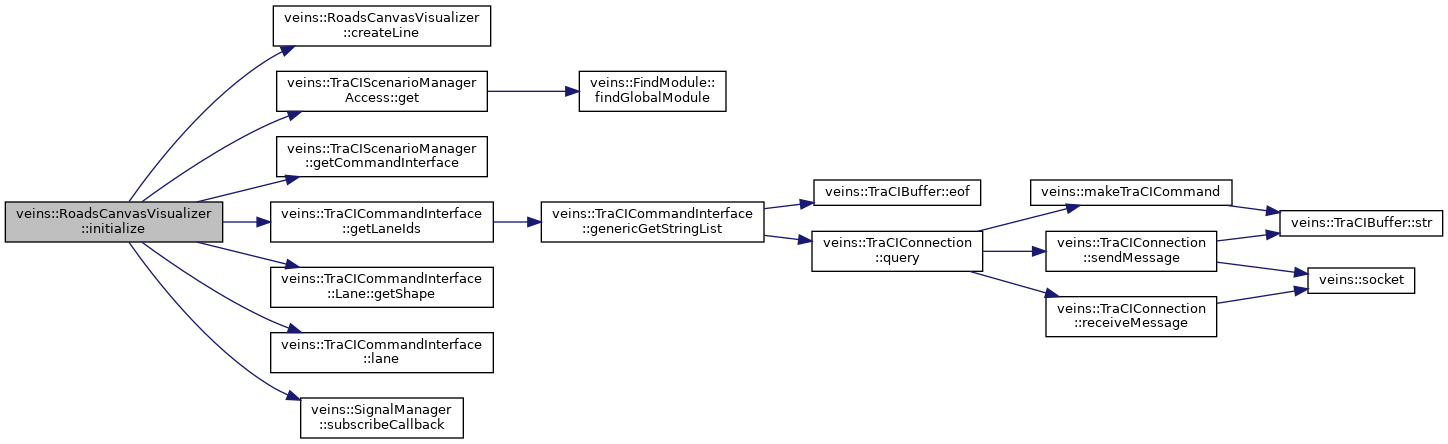 veins::RoadsCanvasVisualizer
::initialize
veins::RoadsCanvasVisualizer
::createLine
veins::TraCIScenarioManager
Access::get
veins::FindModule::
findGlobalModule
veins::TraCIScenarioManager
::getCommandInterface
veins::TraCICommandInterface
::getLaneIds
veins::TraCICommandInterface
::genericGetStringList
veins::TraCIBuffer::eof
veins::TraCIConnection
::query
veins::makeTraCICommand
veins::TraCIBuffer::str
veins::TraCIConnection
::sendMessage
veins::socket
veins::TraCIConnection
::receiveMessage
veins::TraCICommandInterface
::Lane::getShape
veins::TraCICommandInterface
::lane
veins::SignalManager
::subscribeCallback